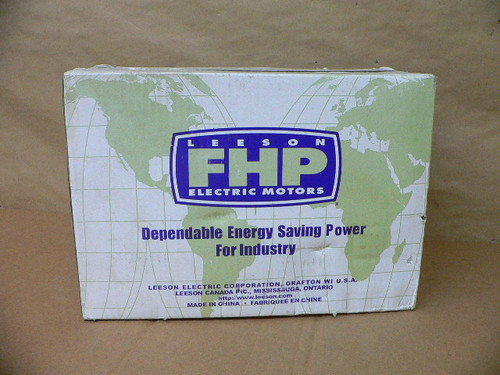 LEESON
FHP
ELECTRIC MOTORS
Dependable Energy Saving Power
For Industry
LEESON ELECTRIC CORPORATION, GRAFTON WI U.S.A.
LEESON CANADA INC., MISSISSAUGA, ONTARIO
http://www.leeson.com
MADE IN CHINA • FABRIQUEE EN CHINE